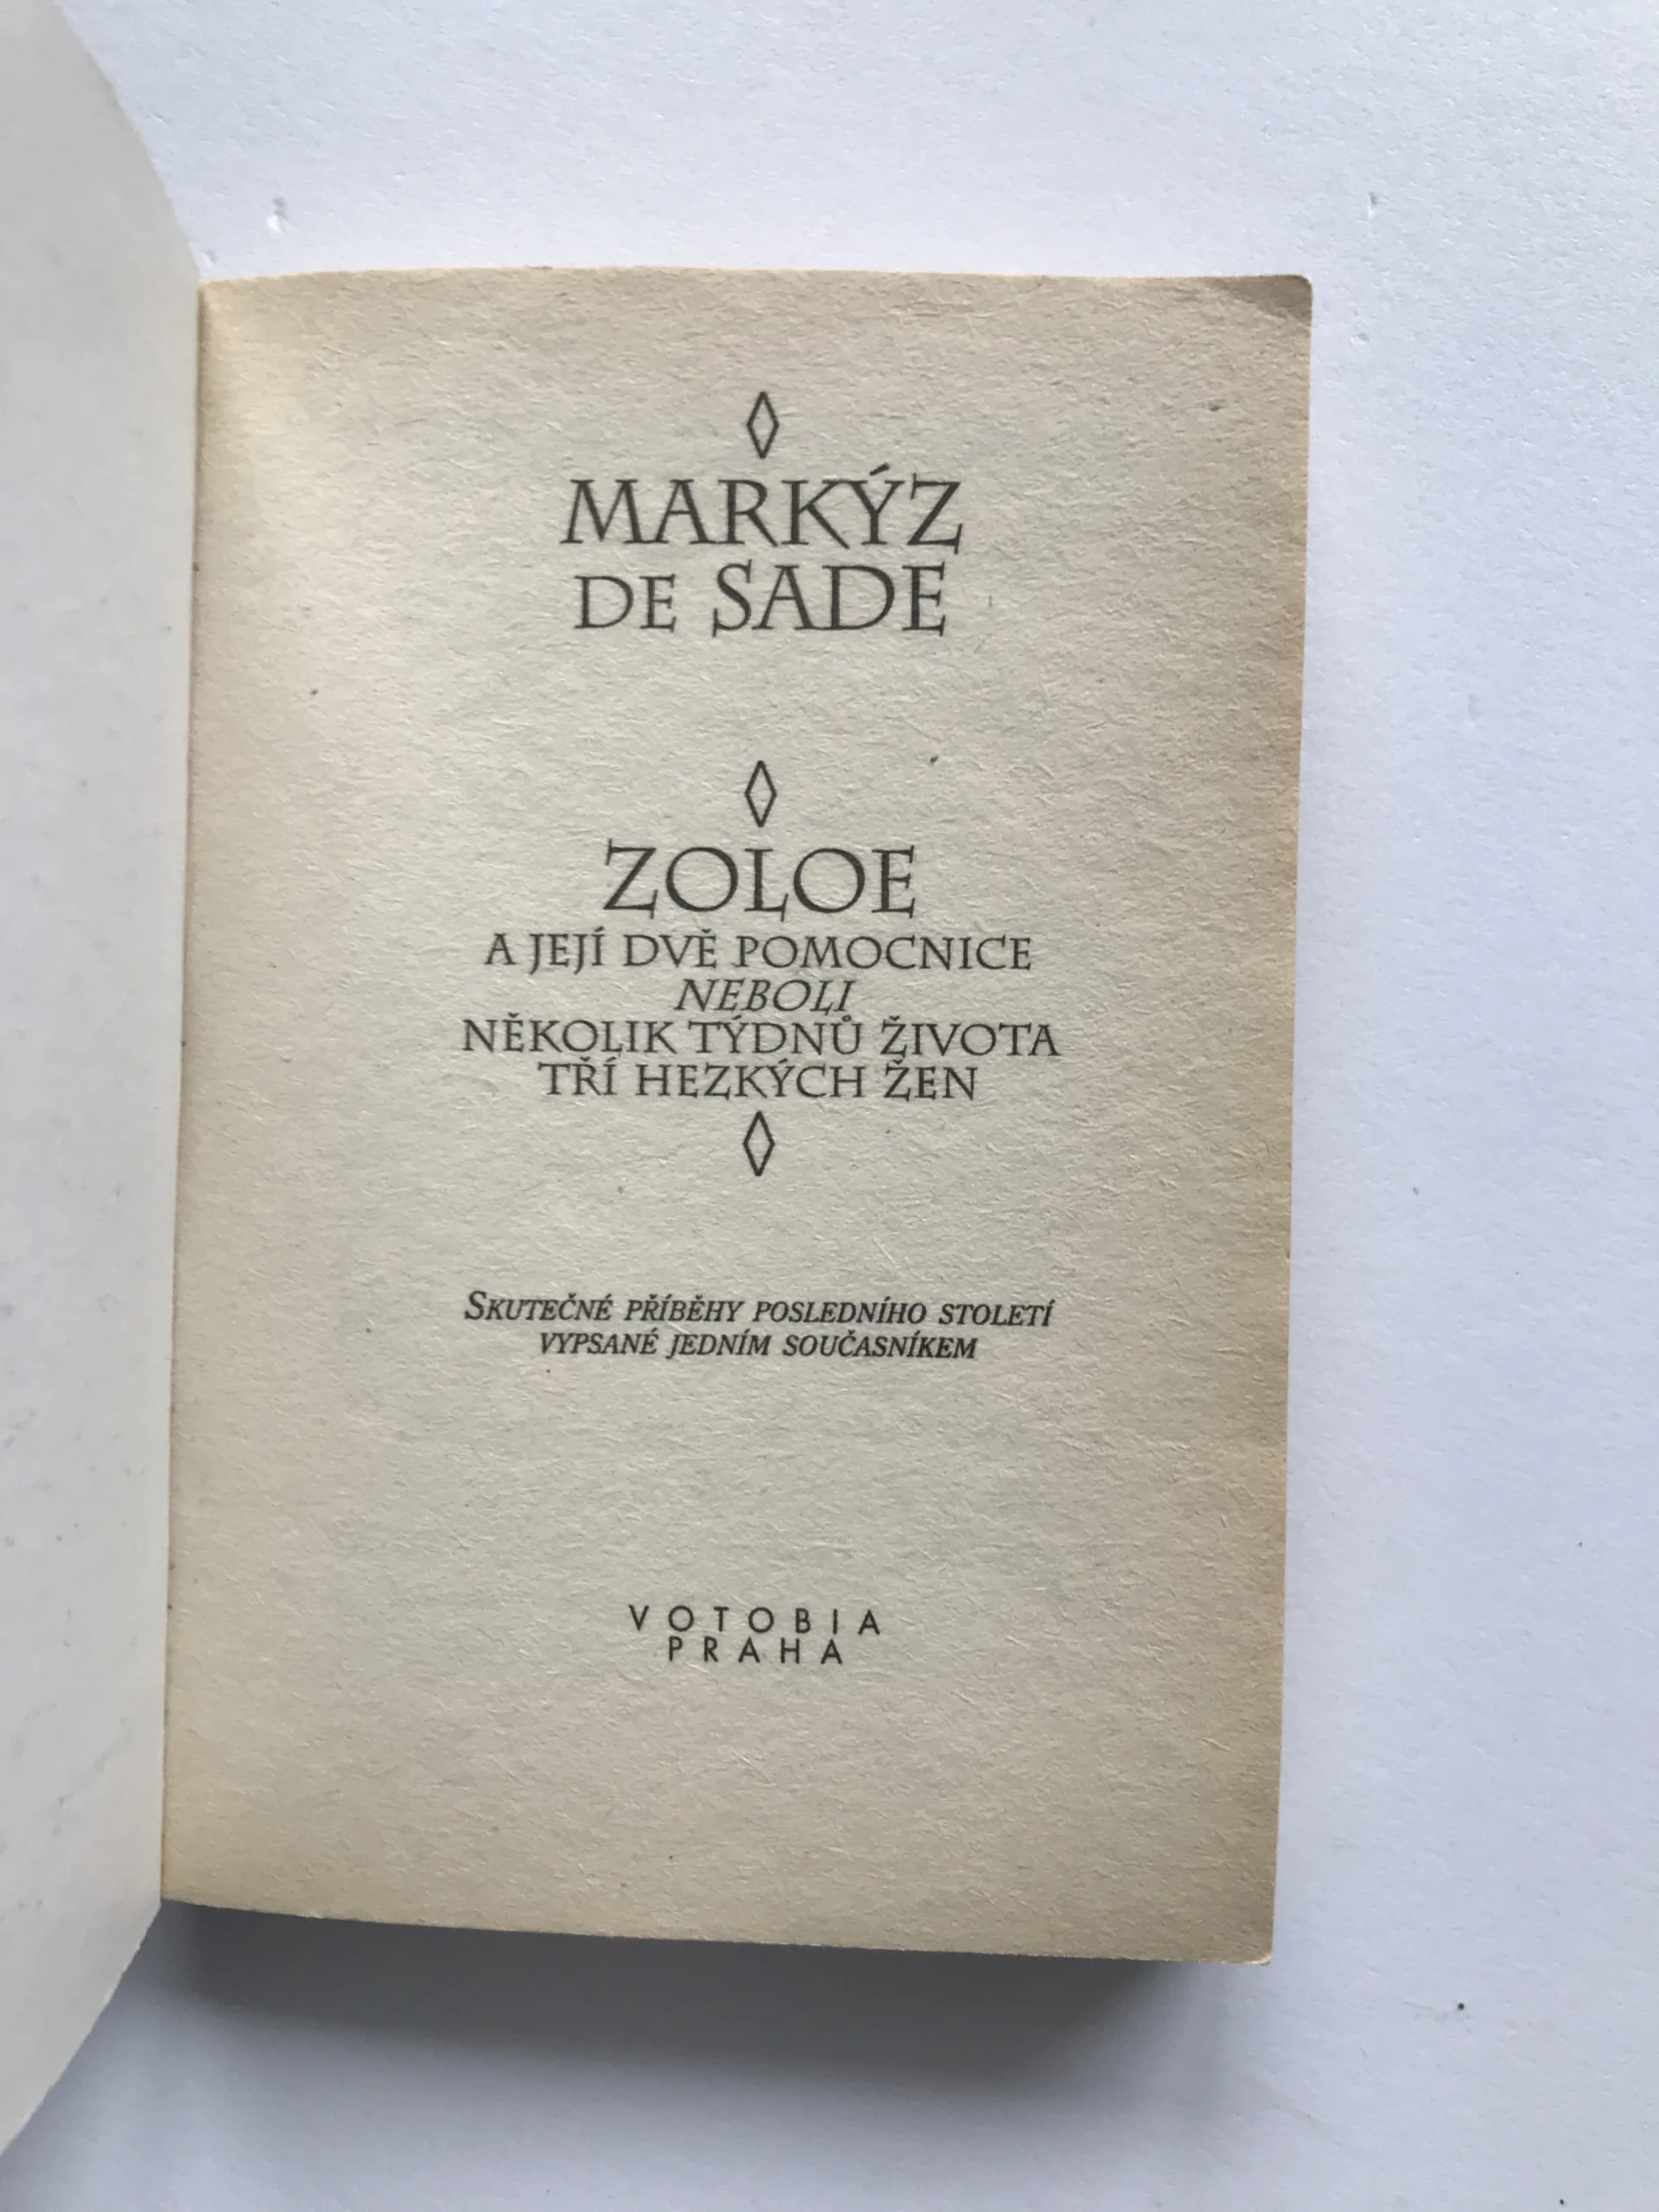 MARKÝZ
DE SADE
ZOLOE
A JEJÍ DVĚ POMOCNICE
NEBOLI
NĚKOLIK TÝDNŮ ŽIVOTA
TŘÍ HEZKÝCH ŽEN
SKUTEČNÉ PŘÍBĚHY POSLEDNÍHO STOLETÍ
VYPSANÉ JEDNÍM SOUČASNÍKEM
VOTOBIA
PRAHA